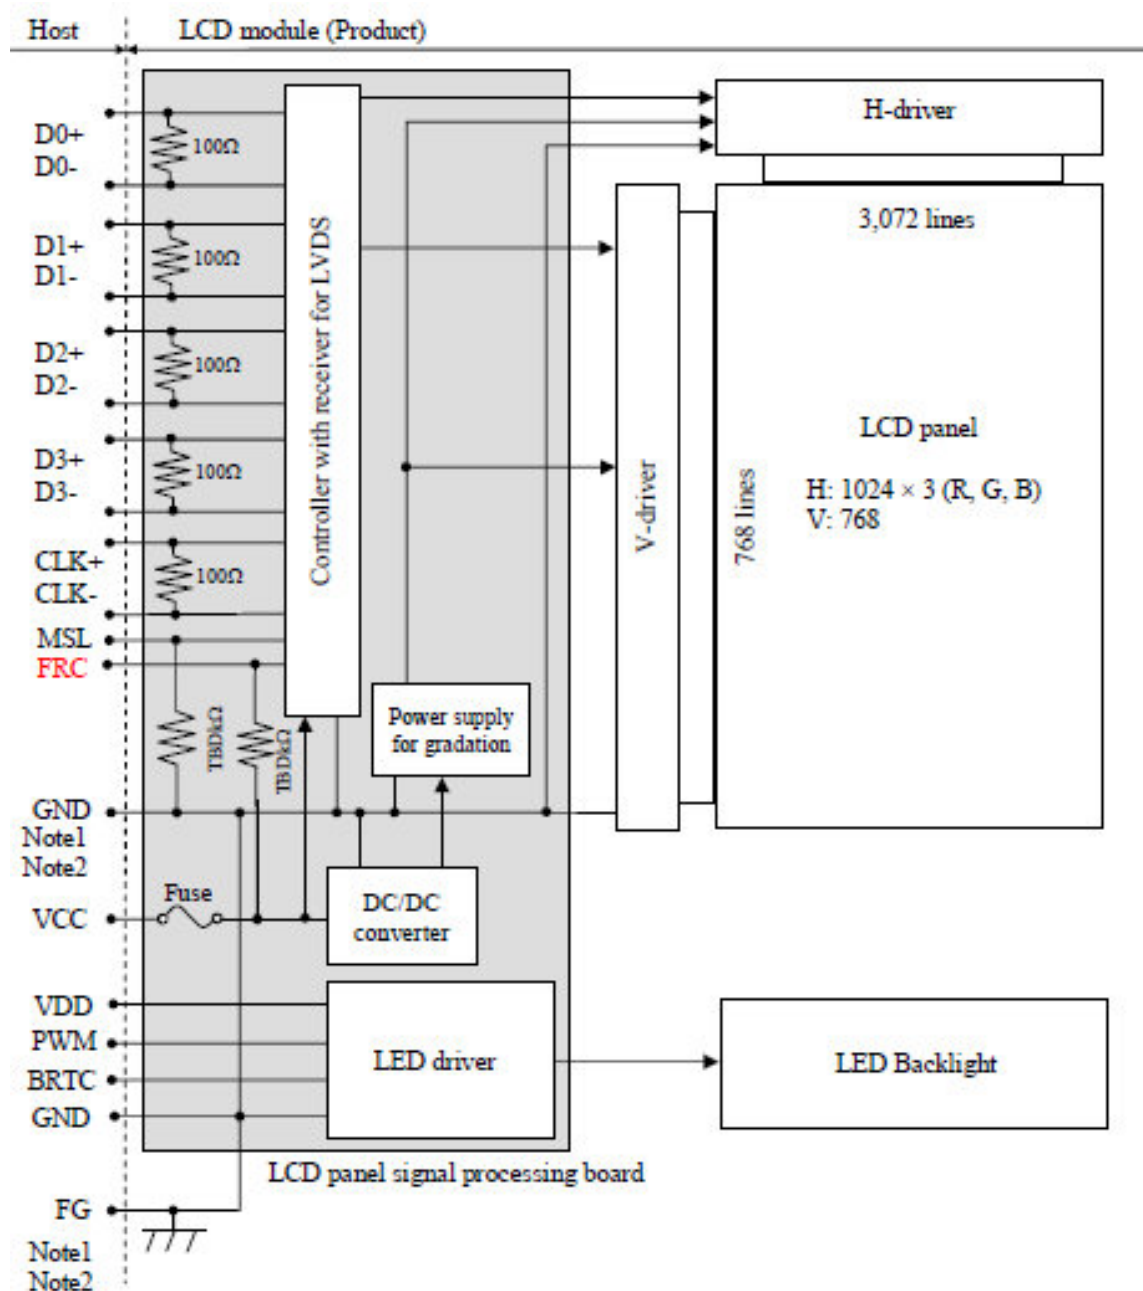 Host
LCD module (Product)
D0+
D0-
100Ω
D1+
D1-
100Ω
D2+
D2-
100Ω
D3+
D3-
100Ω
CLK+
CLK-
100Ω
MSL
FRC
TBDkΩ
TBDkΩ
GND
Note1
Note2
Fuse
VCC
VDD
PWM
BRTC
GND
FG
Note1
Note2
Controller with receiver for LVDS
Power supply
for gradation
DC/DC
converter
LED driver
LCD panel signal processing board
H-driver
V-driver
3,072 lines
768 lines
LCD panel
H: 1024 × 3 (R, G, B)
V: 768
LED Backlight